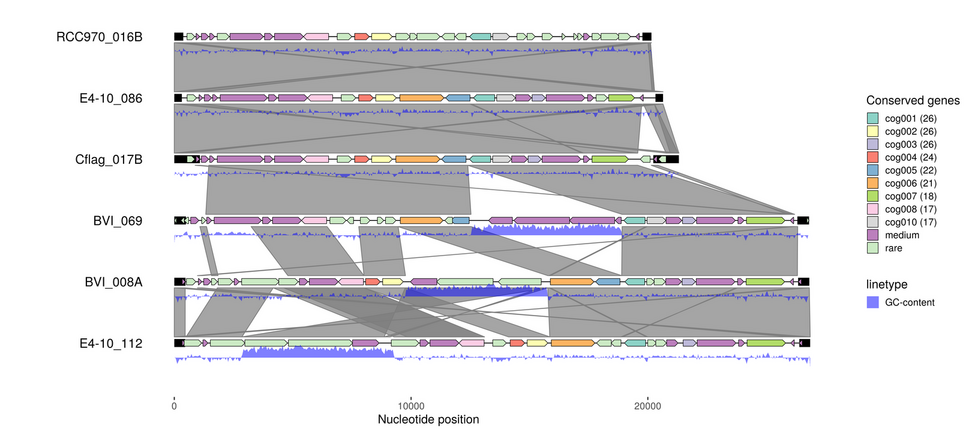 RCC970_016B
E4-10_086
Cflag_017B
BVI_069
BVI_008A
E4-10_112
0
10000
20000
Nucleotide position
Conserved genes
cog001 (26)
cog002 (26)
cog003 (26)
cog004 (24)
cog005 (22)
cog006 (21)
cog007 (18)
cog008 (17)
cog010 (17)
medium
rare
linetype
GC-content